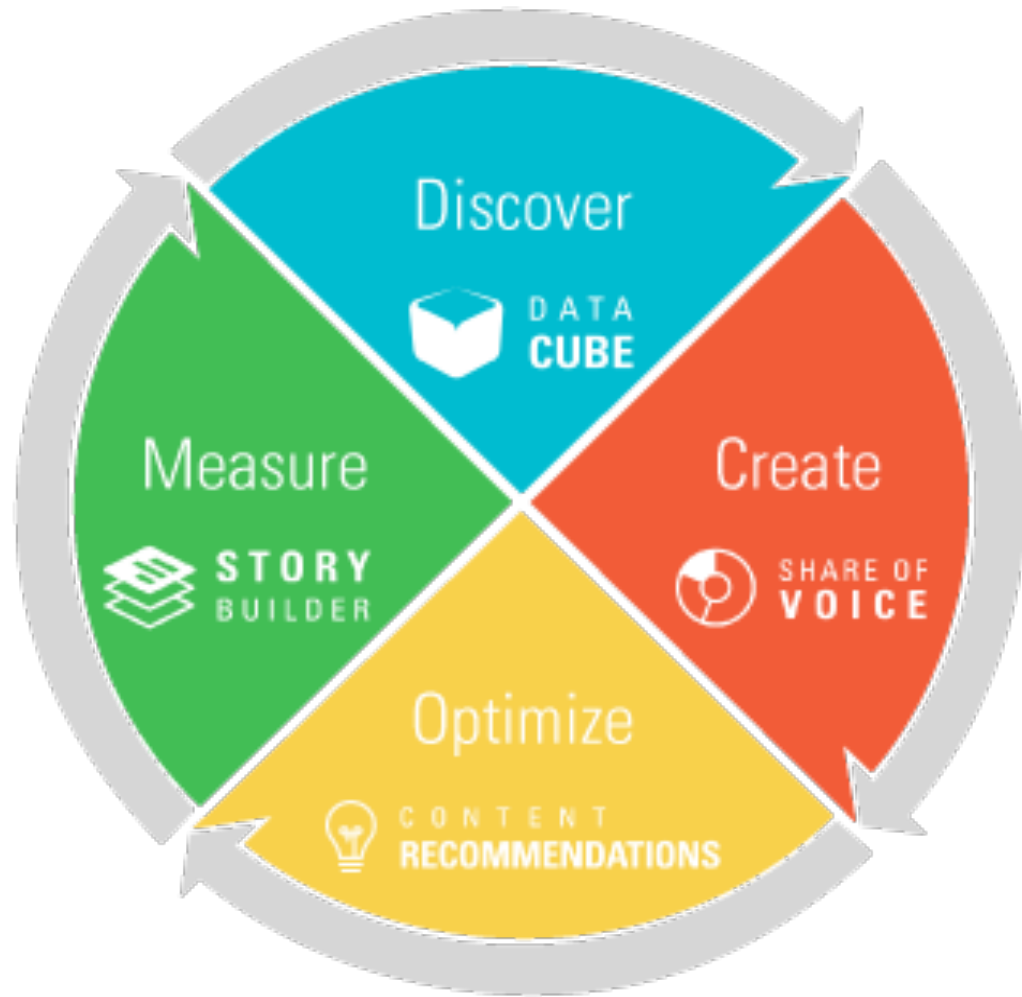 Discover
DATA
CUBE
Create
SHARE OF
VOICE
Optimize
CONTENT
RECOMMENDATIONS
Measure
STORY
BUILDER